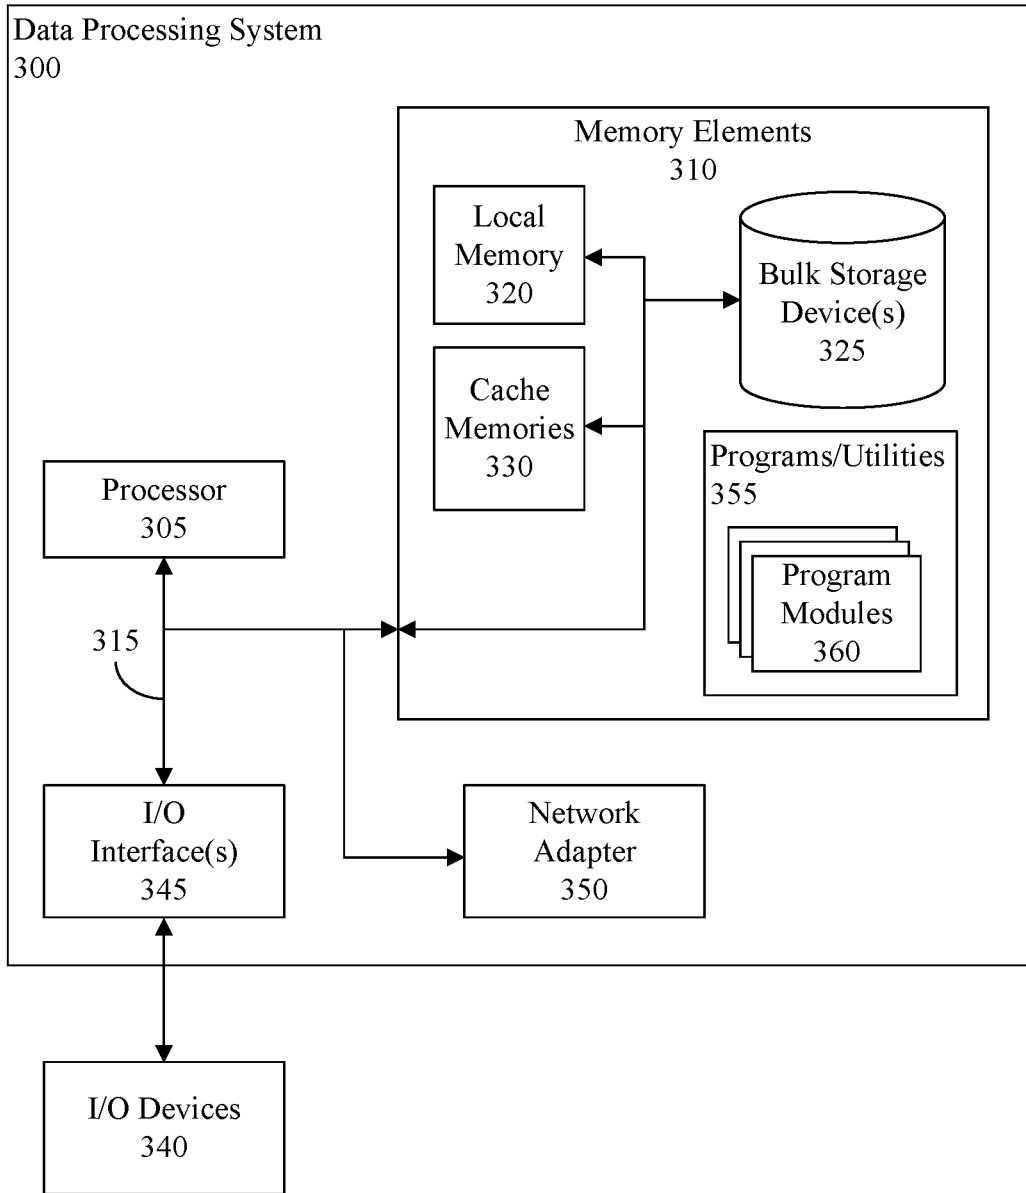 Data Processing System
300
Memory Elements
310
Local
Memory
320
Bulk Storage
Device(s)
325
Cache
Memories
330
Programs/Utilities
355
Program
Modules
360
Processor
305
315
I/O
Interface(s)
345
Network
Adapter
350
I/O Devices
340